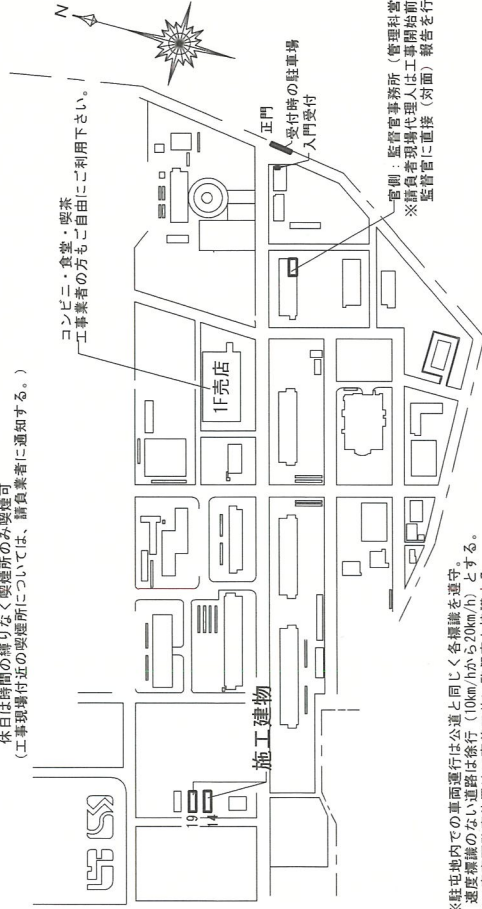 休日は時間の縛りなく喫煙所のみ喫煙可
(工事現場付近の喫煙所については、請負業者に通知する。)
N
コンビニ・食堂・喫茶
工事業者の方もご自由にご利用下さい。
1F売店
正門
受付時の駐車場
入門受付
官側:監督官事務所(管理科営
※請負者現場代理人は工事開始前
監督官に直接(対面)報告を行
施工建物
19
14
※駐屯地内での車両運行は公道と同じく各標識を遵守。
速度標識のない道路は徐行(10km/hから20km/h)とする。